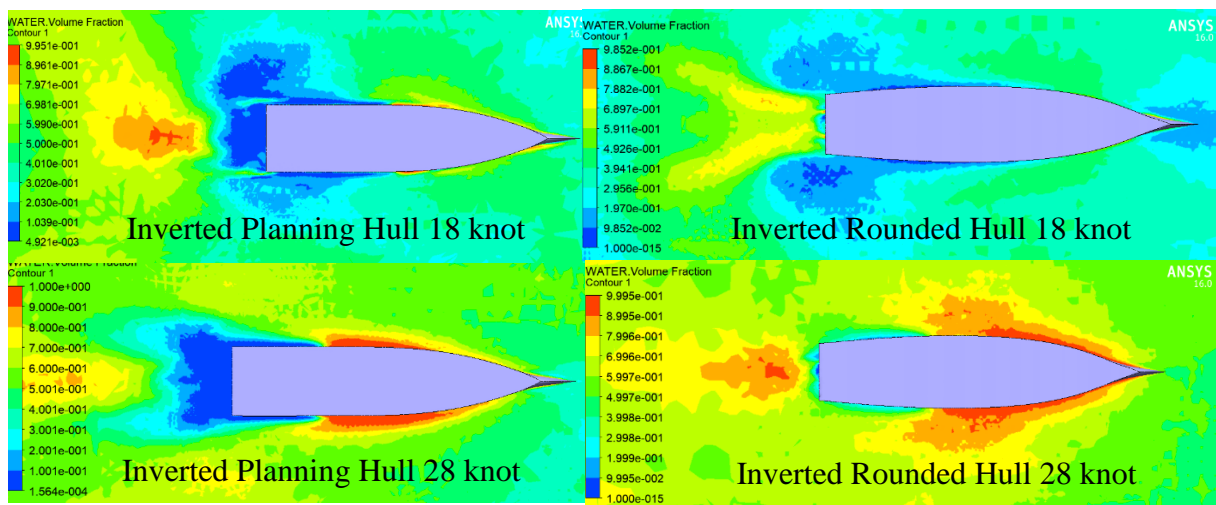 WATER.Volume Fraction
Contour 1
9.951e-001
8.961e-001
7.971e-001
6.981e-001
5.990e-001
5.000e-001
4.010e-001
3.020e-001
2.030e-001
1.039e-001
4.921e-003
ANSYS
16.0
Inverted Planning Hull 18 knot
WATER.Volume Fraction
Contour 1
9.852e-001
8.867e-001
7.882e-001
6.897e-001
5.911e-001
4.926e-001
3.941e-001
2.956e-001
1.970e-001
9.852e-002
1.000e-015
ANSYS
16.0
Inverted Rounded Hull 18 knot
WATER.Volume Fraction
Contour 1
1.000e+000
9.000e-001
8.000e-001
7.000e-001
6.000e-001
5.001e-001
4.001e-001
3.001e-001
2.001e-001
1.001e-001
1.564e-004
Inverted Planning Hull 28 knot
WATER.Volume Fraction
Contour 1
9.995e-001
8.996e-001
7.996e-001
6.996e-001
5.997e-001
4.997e-001
3.998e-001
2.998e-001
1.999e-001
9.995e-002
1.000e-015
ANSYS
16.0
Inverted Rounded Hull 28 knot